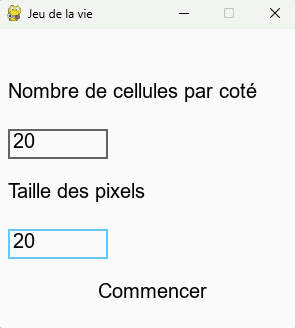 Jeu de la vie
Nombre de cellules par coté
20
Taille des pixels
20
Commencer